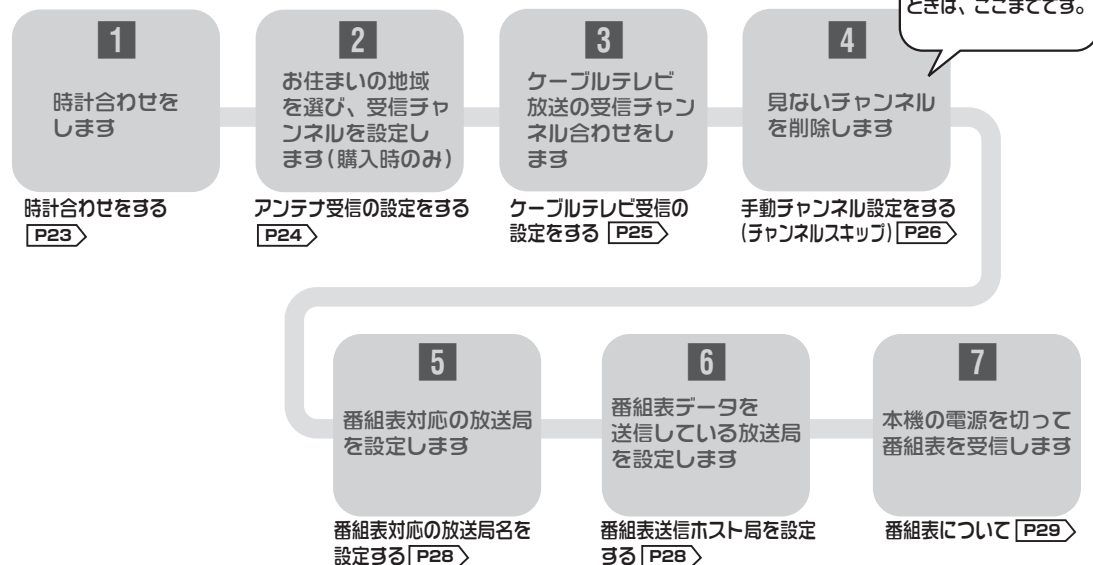 ときは、ここまでです。
1
時計合わせを
します
時計合わせをする
P23
2
お住まいの地域
を選び、受信チャ
ンネルを設定し
ます(購入時のみ)
アンテナ受信の設定をする
P24
3
ケーブルテレビ
放送の受信チャン
ネル合わせをし
ます
ケーブルテレビ受信の
設定をする P25
4
見ないチャンネル
を削除します
手動チャンネル設定をする
(チャンネルスキップ) P26
5
番組表対応の放送局
を設定します
番組表対応の放送局名を
設定する P28
6
番組表データを
送信している放送局
を設定します
番組表送信ホスト局を設定
する P28
7
本機の電源を切って
番組表を受信します
番組表について P29